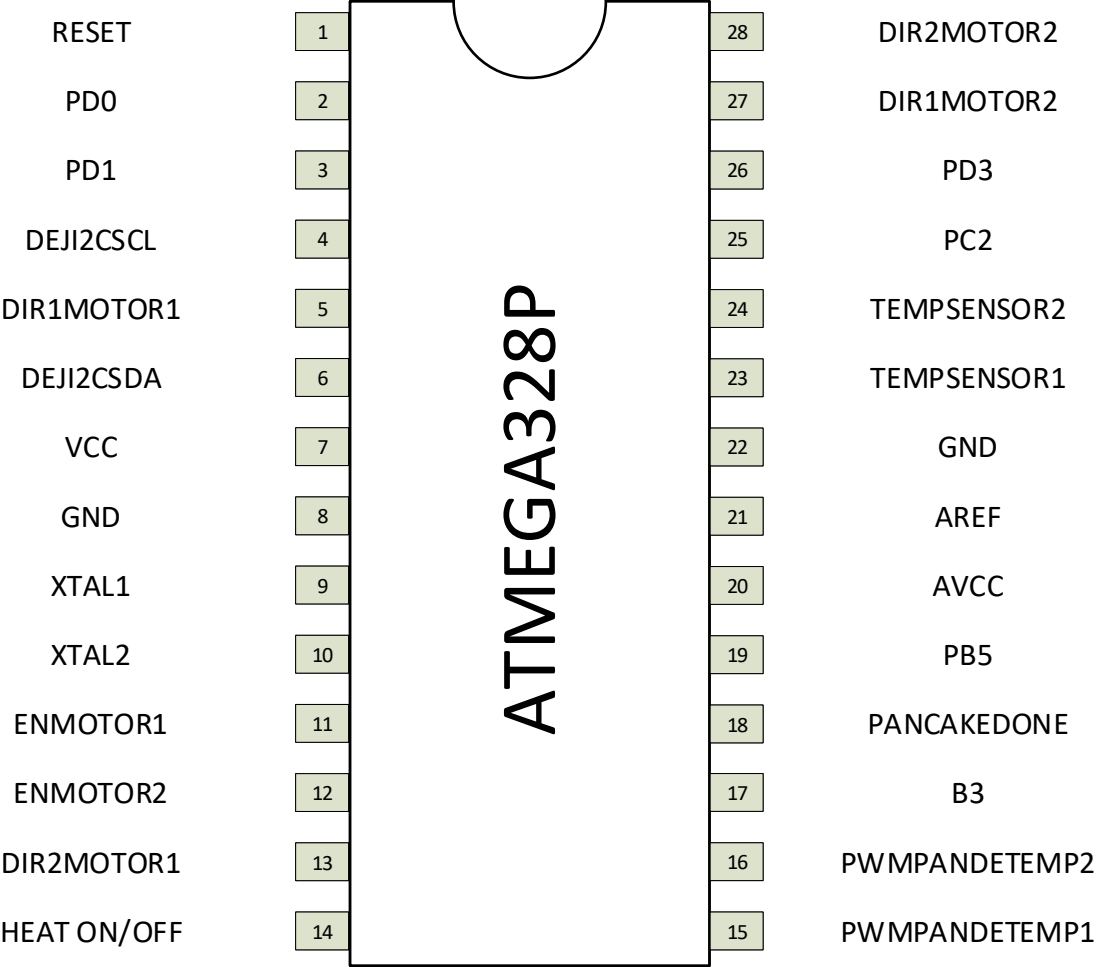 RESET 1 28 DIR2MOTOR2
PD0 2 27 DIR1MOTOR2
PD1 3 26 PD3
DEJI2CSCL 4 25 PC2
DIR1MOTOR1 5 24 TEMPSENSOR2
DEJI2CSDA 6 23 TEMPSENSOR1
VCC 7 22 GND
GND 8 21 AREF
XTAL1 9 20 AVCC
XTAL2 10 19 PB5
ENMOTOR1 11 18 PANCAKEDONE
ENMOTOR2 12 17 B3
DIR2MOTOR1 13 16 PWMPANDETEMP2
HEAT ON/OFF 14 15 PWMPANDETEMP1
ATMEGA328P